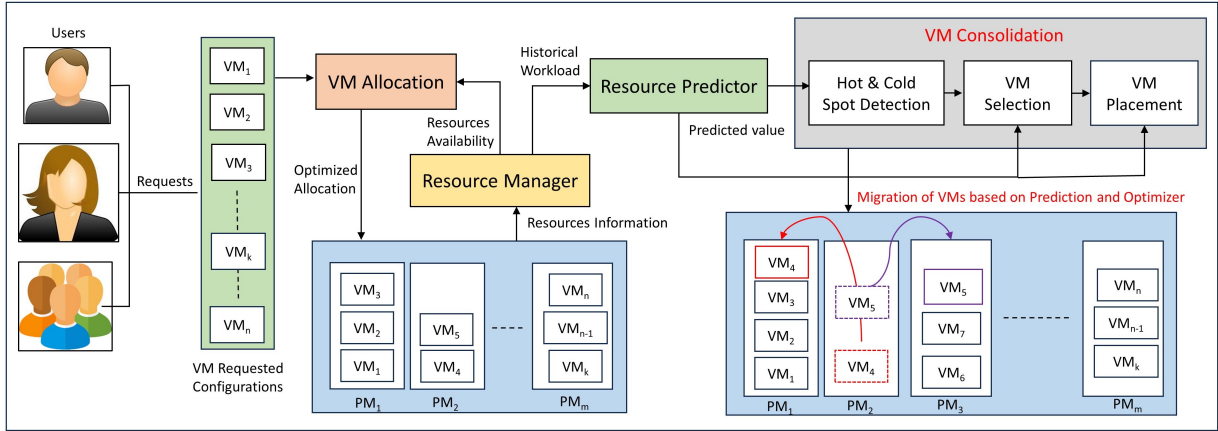 Users
Requests
VM1
VM2
VM3
VMk
VMn
VM Requested
Configurations
VM Allocation
Optimized
Allocation
Resources
Availability
Historical
Workload
Resource Manager
Resources Information
Resource Predictor
Predicted value
VM Consolidation
Hot & Cold
Spot Detection
VM
Selection
VM
Placement
Migration of VMs based on Prediction and Optimizer
VM3
VM2
VM1
PM1
VM5
VM4
PM2
VMn
VMn-1
VMk
PMm
VM4
VM3
VM2
VM1
PM1
VM5
VM4
PM2
VM5
VM7
VM6
PM3
VMn
VMn-1
VMk
PMm